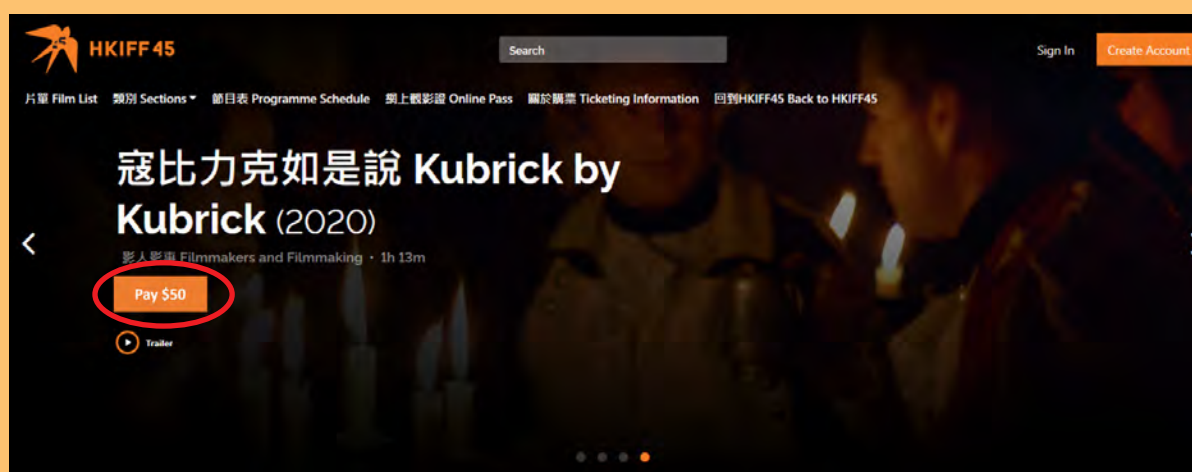 HKIFF45
Search
Sign In
Create Account
片單 Film List 類別 Sections 節目表 Programme Schedule 網上觀影證 Online Pass 關於購票 Ticketing Information 回到HKIFF45 Back to HKIFF45
寇比力克如是說 Kubrick by
Kubrick (2020)
影人影事 Filmmakers and Filmmaking • 1h 13m
Pay $50
Trailer